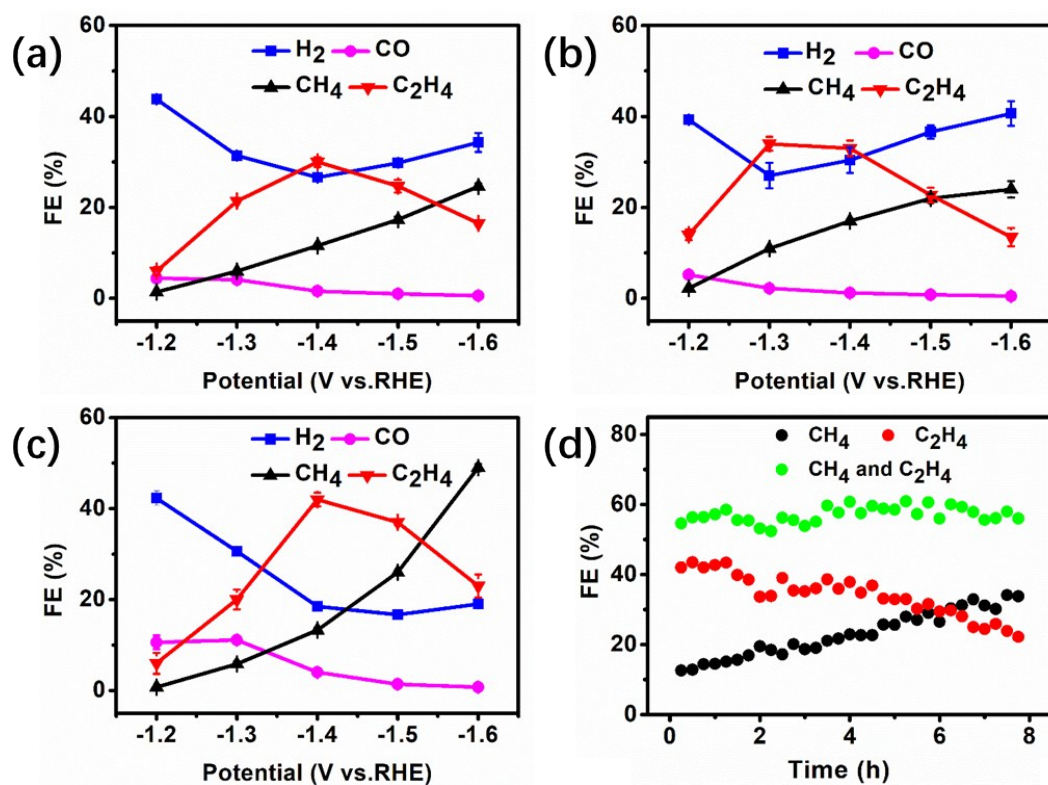 (a)
60
40
20
0
FE (%)
H2 CO
CH4 C2H4
-1.2 -1.3 -1.4 -1.5 -1.6
Potential (V vs.RHE)
(b)
60
40
20
0
FE (%)
H2 CO
CH4 C2H4
-1.2 -1.3 -1.4 -1.5 -1.6
Potential (V vs.RHE)
(c)
60
40
20
0
FE (%)
H2 CO
CH4 C2H4
-1.2 -1.3 -1.4 -1.5 -1.6
Potential (V vs.RHE)
(d)
80
60
40
20
0
FE (%)
CH4 C2H4
CH4 and C2H4
0 2 4 6 8
Time (h)